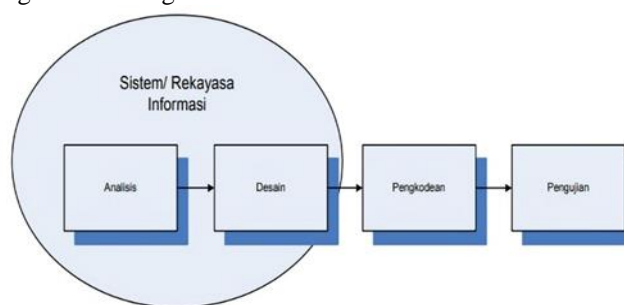 Sistem/ Rekayasa
Informasi
Analisis
Desain
Pengkodean
Pengujian